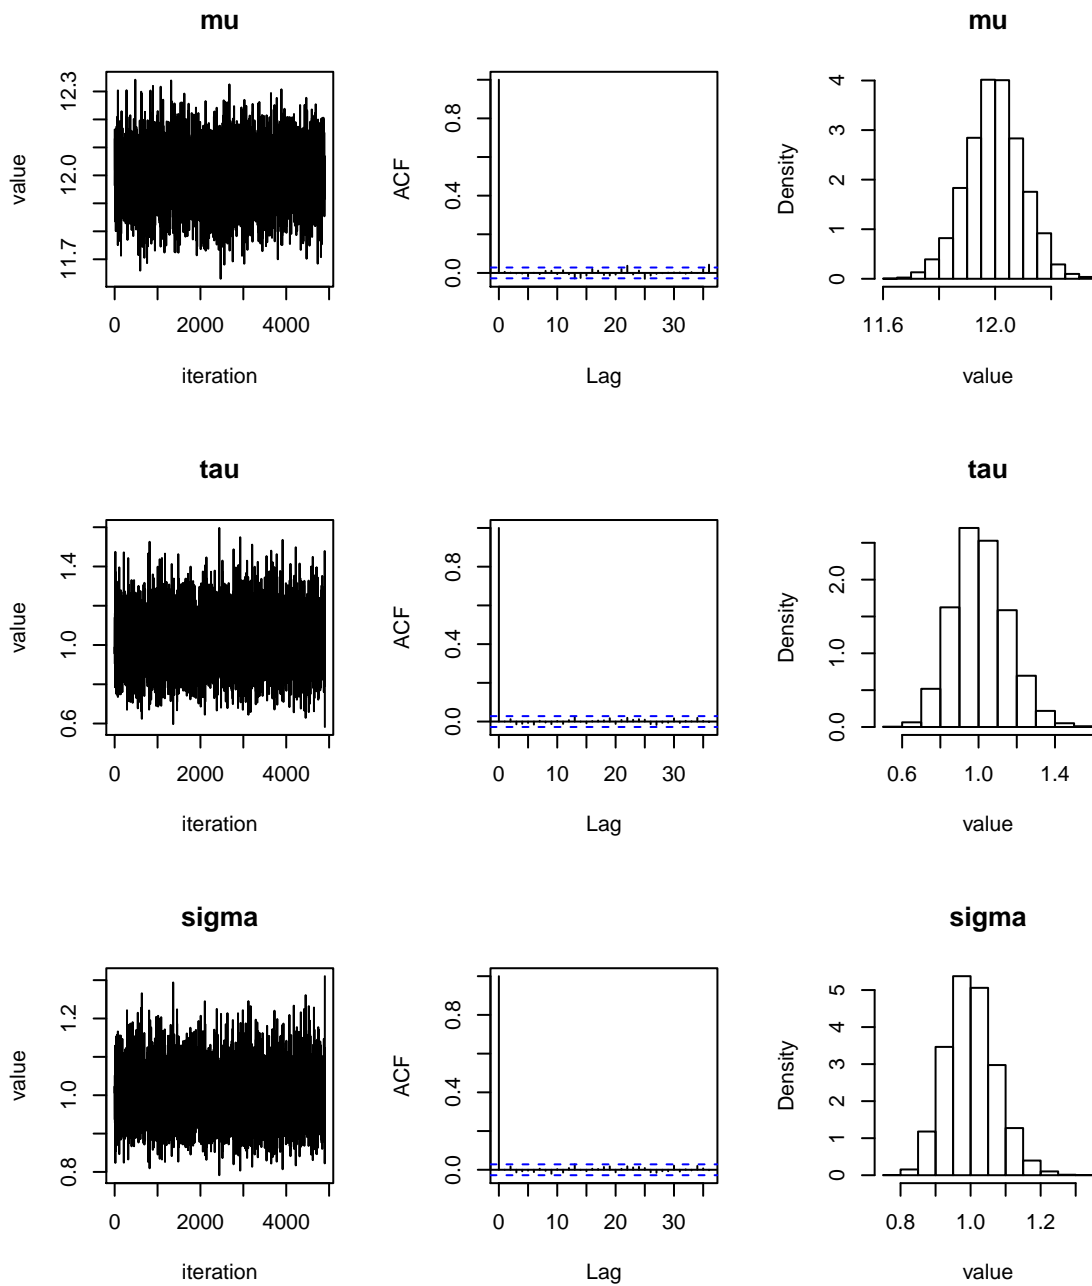 mu
mu
value
11.7 12.0 12.3
0 2000 4000
iteration
ACF
0.0 0.4 0.8
0 10 20 30
Lag
Density
0 1 2 3 4
11.6 12.0
value
tau
tau
value
0.6 1.0 1.4
0 2000 4000
iteration
ACF
0.0 0.4 0.8
0 10 20 30
Lag
Density
0.0 1.0 2.0
0.6 1.0 1.4
value
sigma
sigma
value
0.8 1.0 1.2
0 2000 4000
iteration
ACF
0.0 0.4 0.8
0 10 20 30
Lag
Density
0 1 2 3 4 5
0.8 1.0 1.2
value